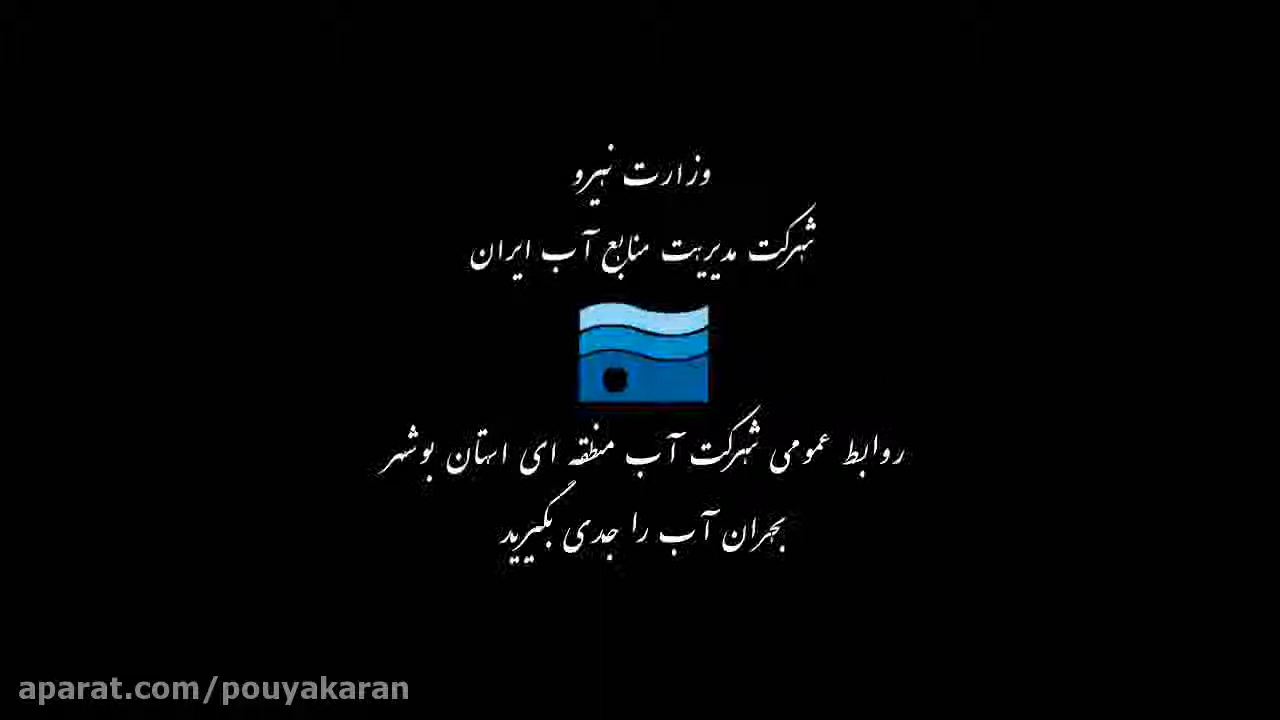 وزارت نیرو
شرکت مدیریت منابع آب ایران
روابط عمومی شرکت آب منطقه ای استان بوشهر
بحران آب را جدی بگیرید
aparat.com/pouyakaran